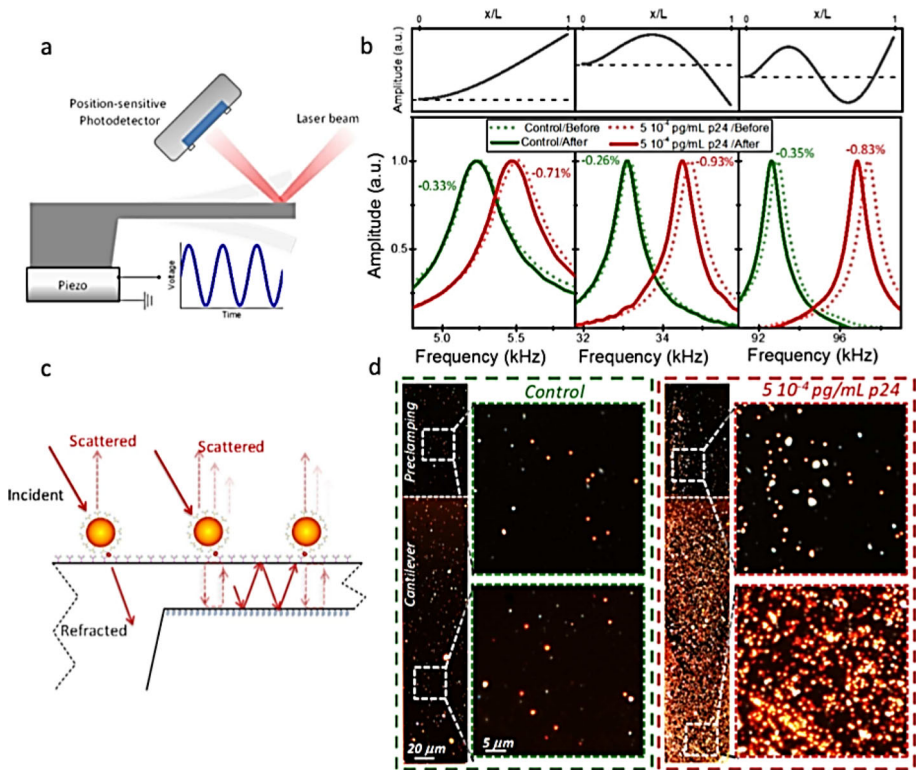 a
Position-sensitive
Photodetector
Laser beam
Piezo
Voltage
Time
b
x/L
x/L
x/L
0
1
0
1
0
1
Amplitude (a.u.)
Control/Before
5 10⁻⁴ pg/mL p24 /Before
Control/After
5 10⁻⁴ pg/mL p24/After
-0.33%
-0.71%
-0.26%
-0.93%
-0.35%
-0.83%
Amplitude (a.u.)
1.0
0.5
5.0
5.5
32
34
92
96
Frequency (kHz)
Frequency (kHz)
Frequency (kHz)
c
Scattered
Scattered
Incident
Refracted
d
Control
5 10⁻⁴ pg/mL p24
Preclamping
Cantilever
20 μm
5 μm